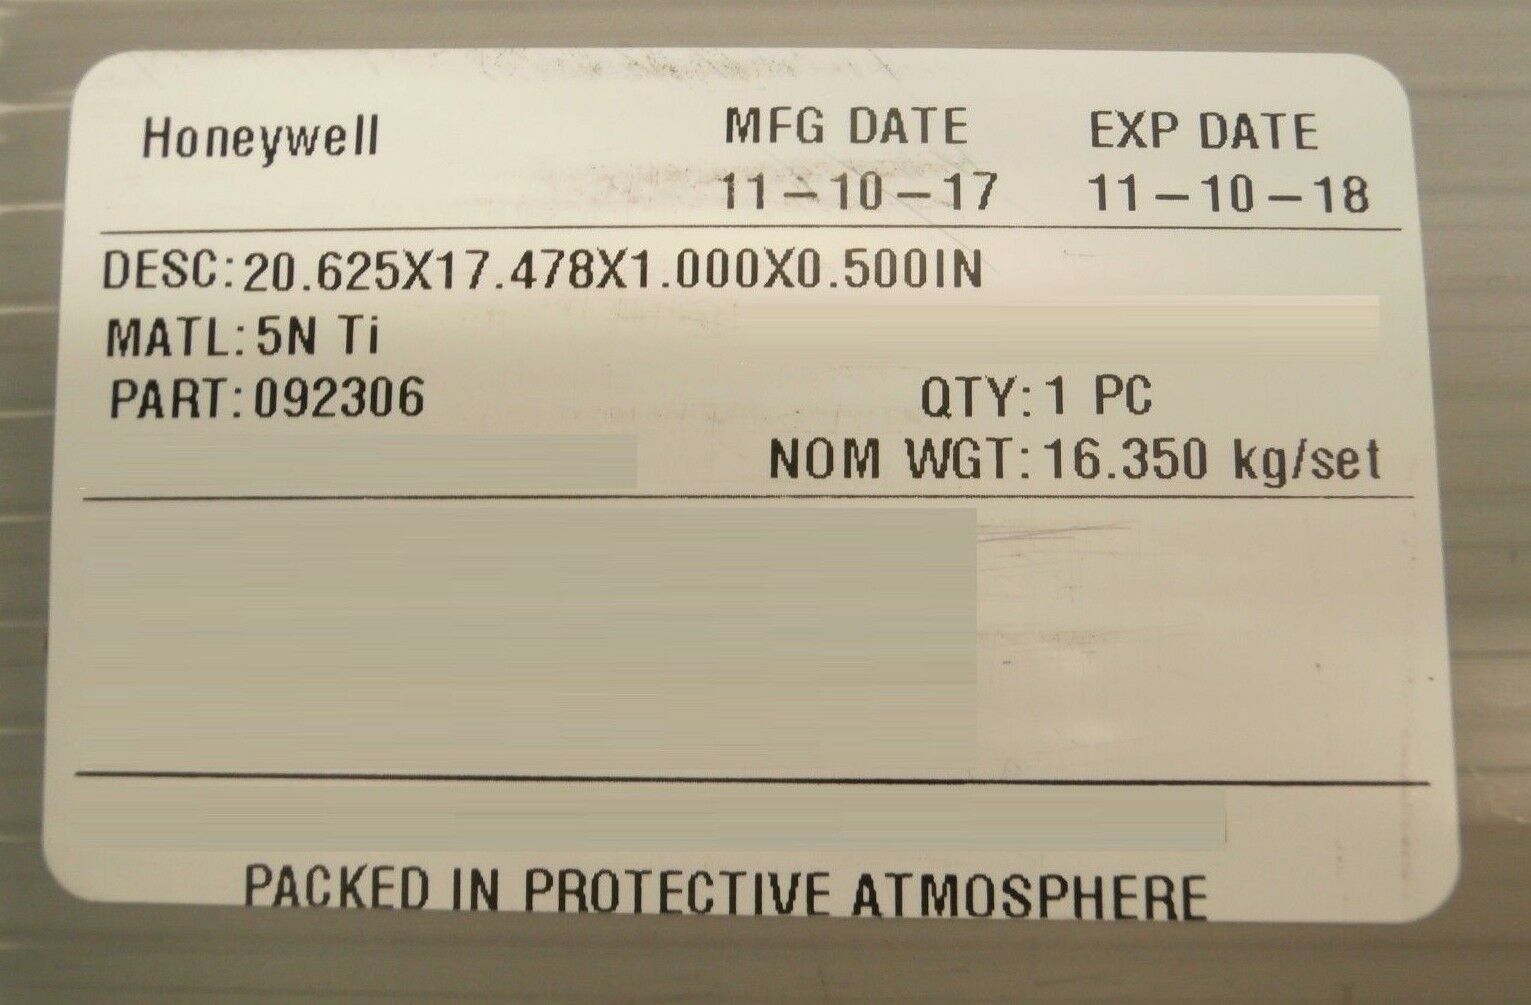 Honeywell
MFG DATE
EXP DATE
11-10-17
11-10-18
DESC:20.625X17.478X1.000X0.500IN
MATL:5N Ti
PART:092306
QTY:1 PC
NOM WGT:16.350 kg/set
PACKED IN PROTECTIVE ATMOSPHERE